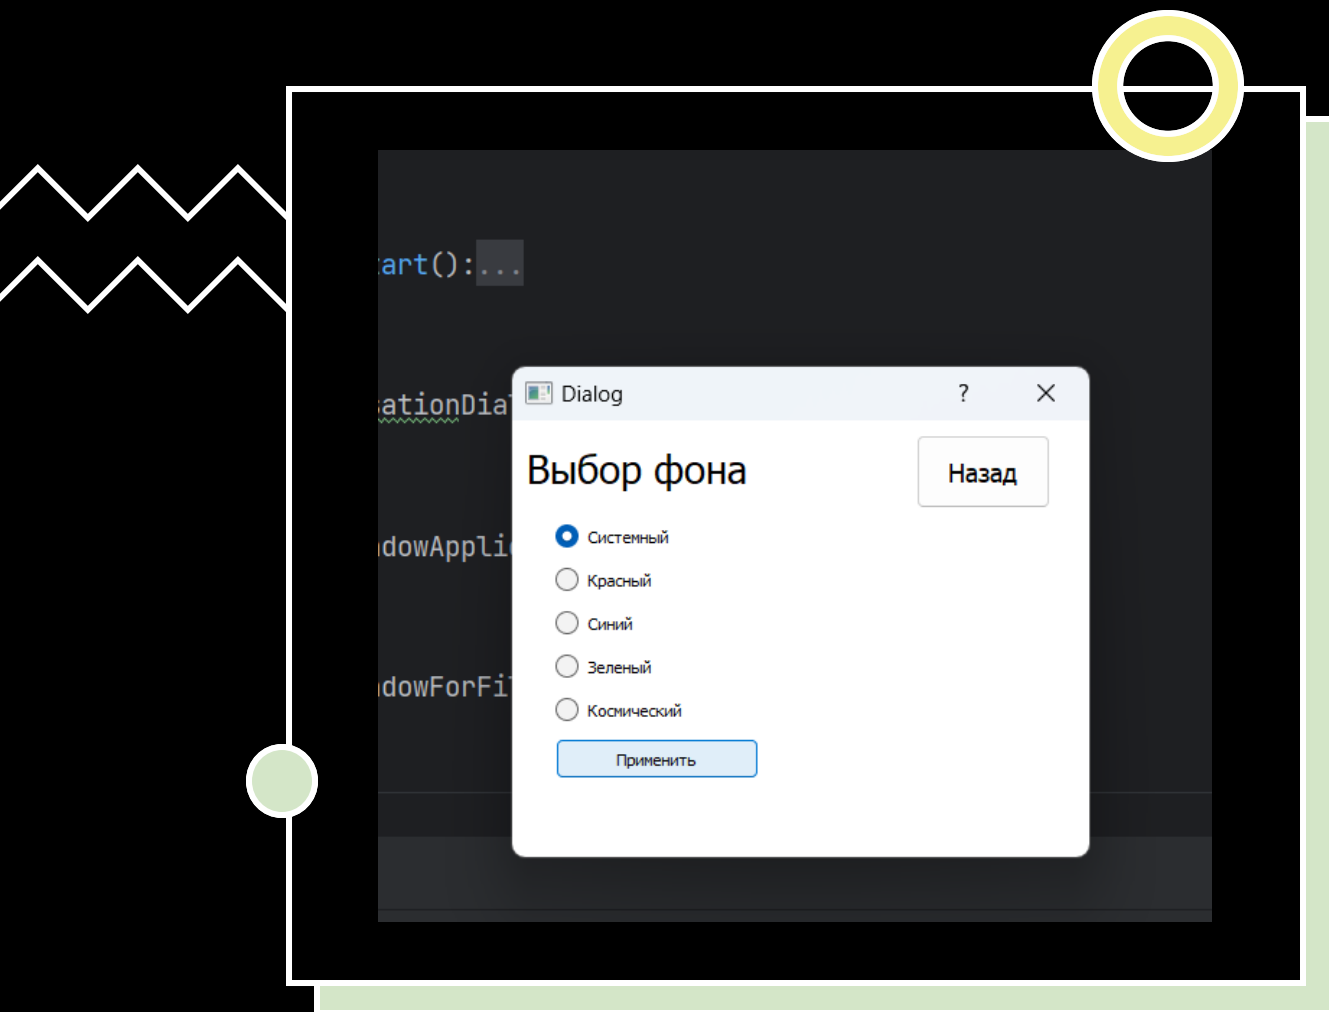 art():...
Dialog
ationDia
Выбор фона
Назад
Системный
Красный
dowAppli
Синий
Зеленый
dowForFi
Космический
Применить